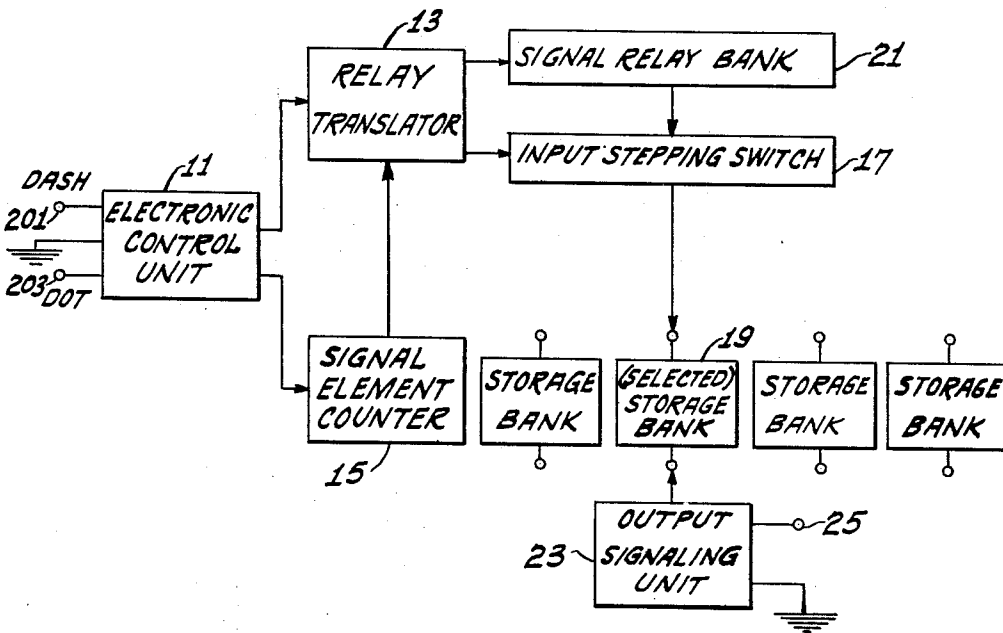 13
RELAY
TRANSLATOR
SIGNAL RELAY BANK
21
INPUT STEPPING SWITCH
17
11
DASH
201
ELECTRONIC
CONTROL
UNIT
203 DOT
SIGNAL
ELEMENT
COUNTER
15
STORAGE
BANK
19
(SELECTED)
STORAGE
BANK
STORAGE
BANK
STORAGE
BANK
OUTPUT
SIGNALING
UNIT
23
25